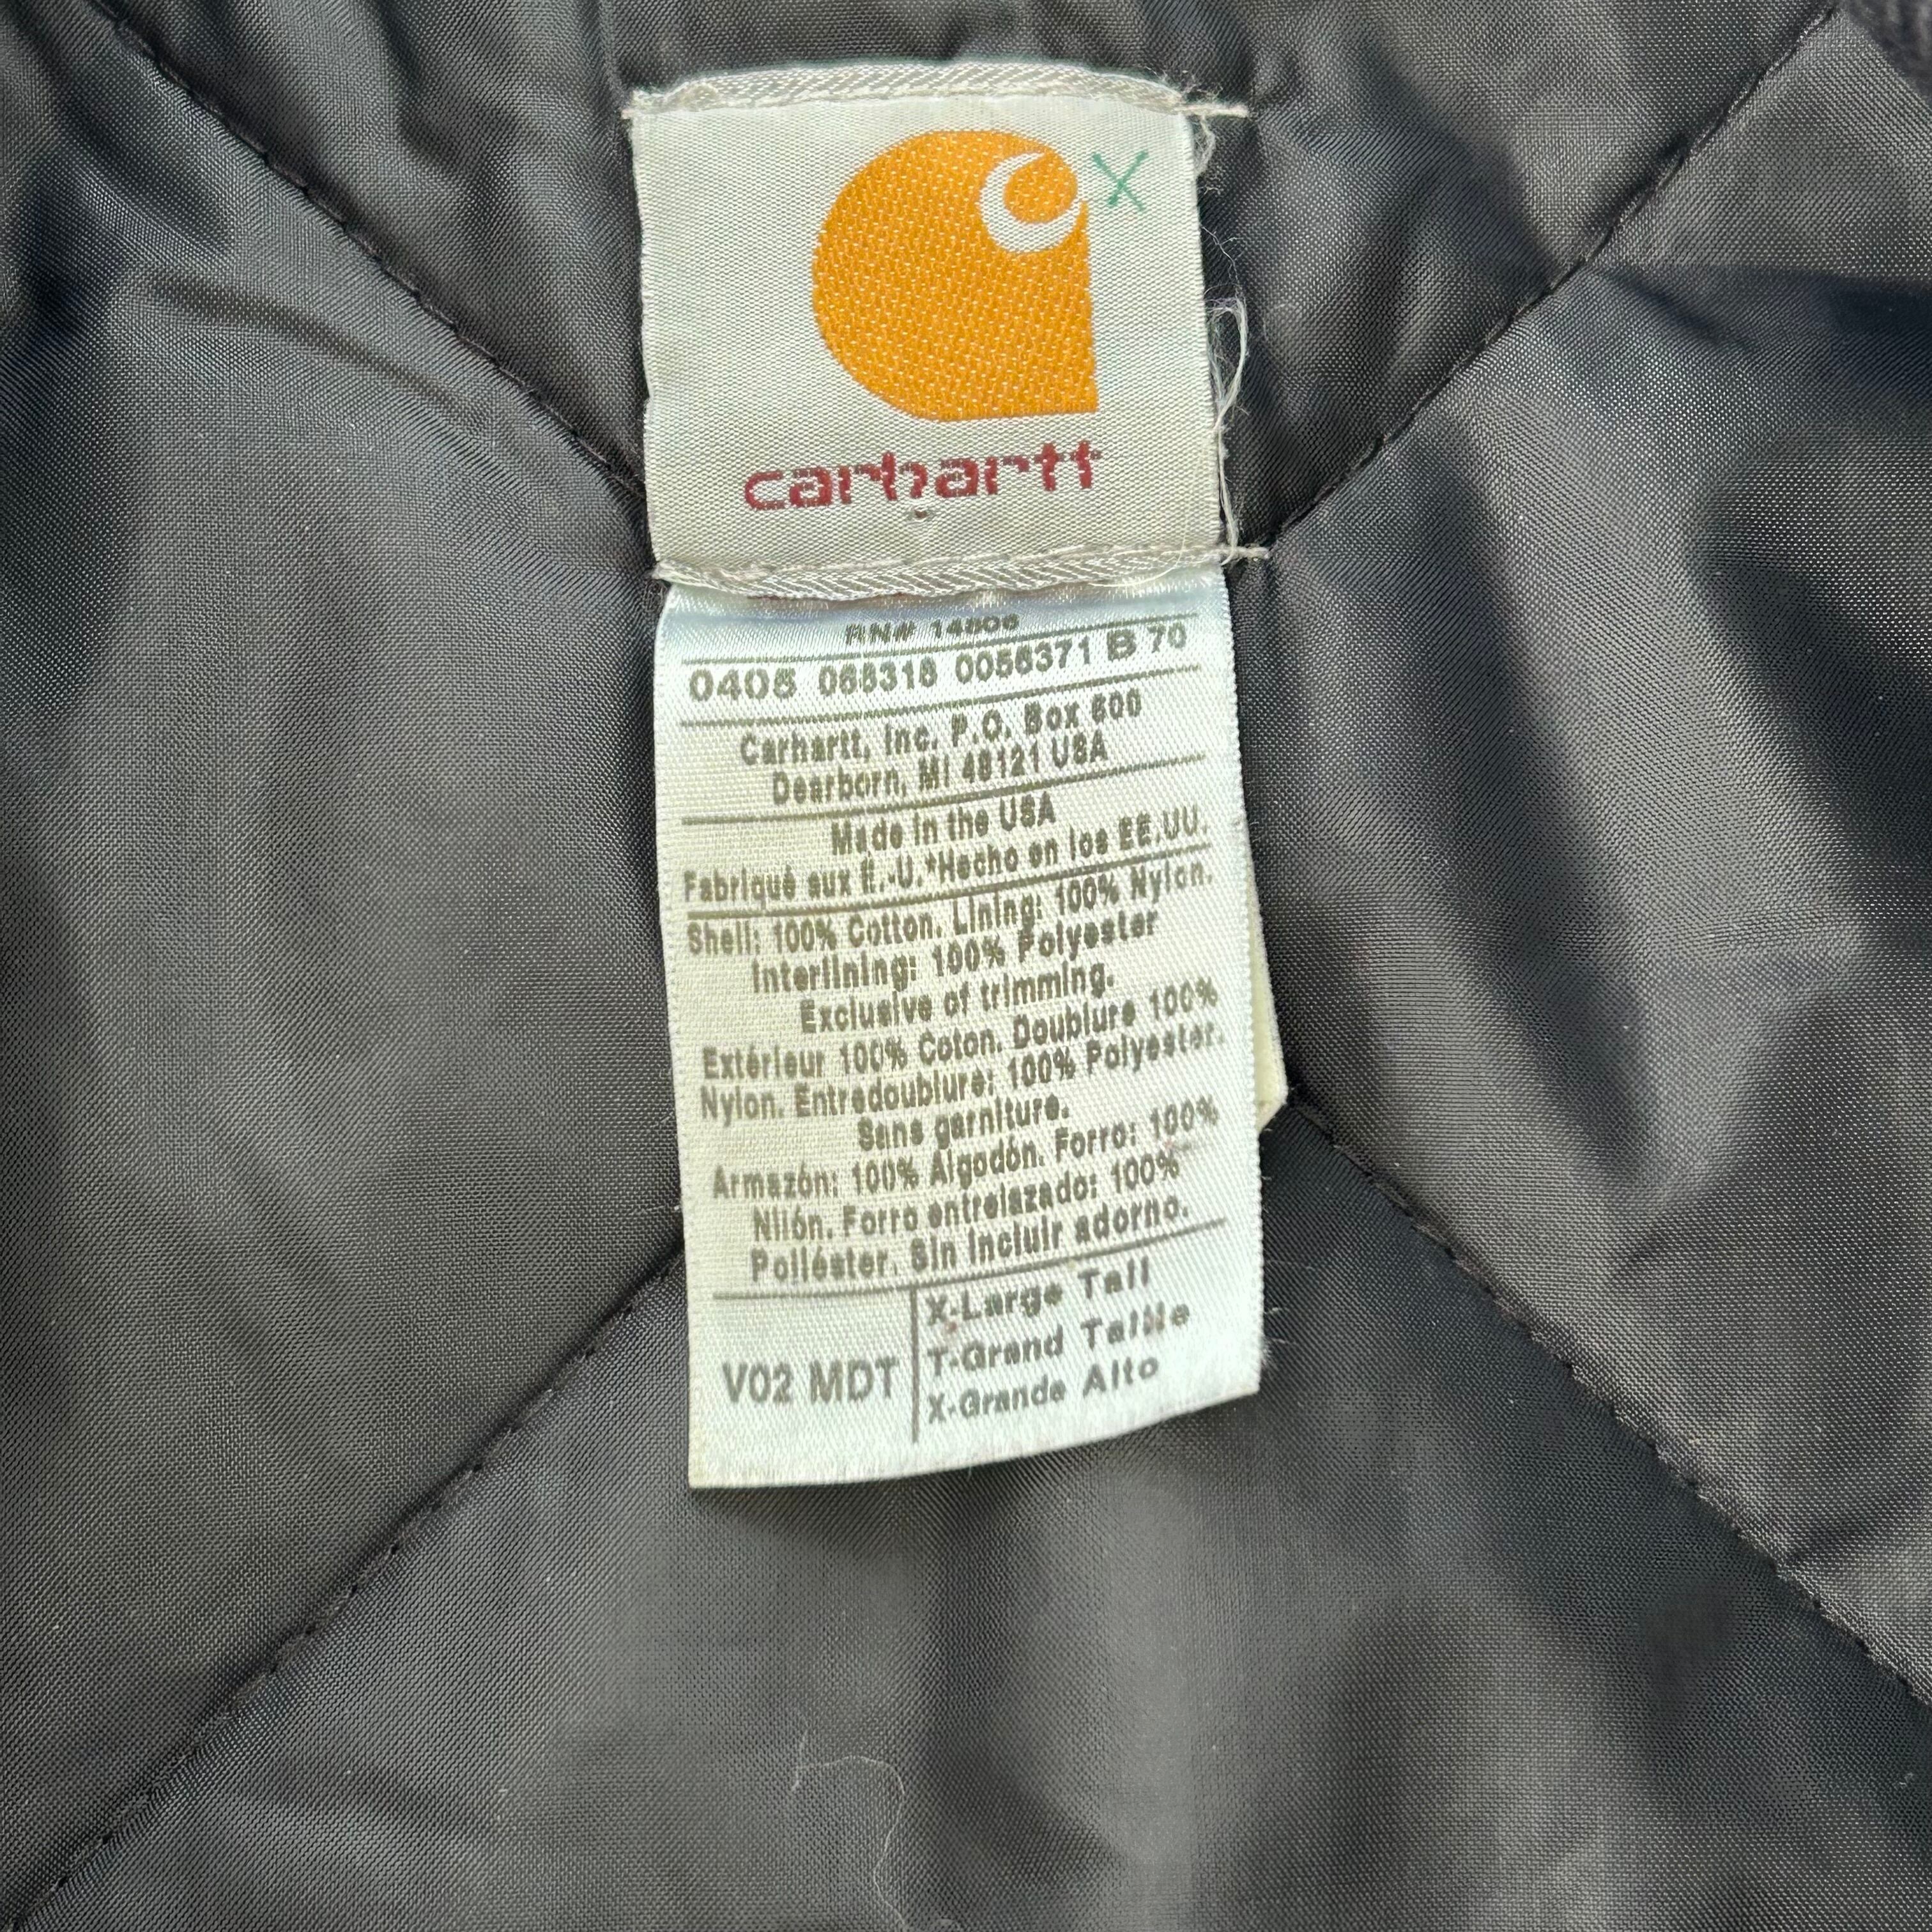 X
carhartt
RN# 14806
0405 068318 0056371 B 70
Carhartt, Inc. P.O. Box 600
Dearborn, MI 48121 USA
Made in the USA
Fabriqué aux É.-U.*Hecho en los EE.UU.
Shell: 100% Cotton. Lining: 100% Nylon.
Interlining: 100% Polyester
Exclusive of trimming.
Extérieur 100% Coton. Doublure 100%
Nylon. Entredoublure: 100% Polyester.
Sans garniture.
Armazón: 100% Algodón. Forro: 100%
Nilón. Forro entrelazado: 100%
Poliéster. Sin incluir adorno.
V02 MDT
X-Large Tall
T-Grand Taille
X-Grande Alto